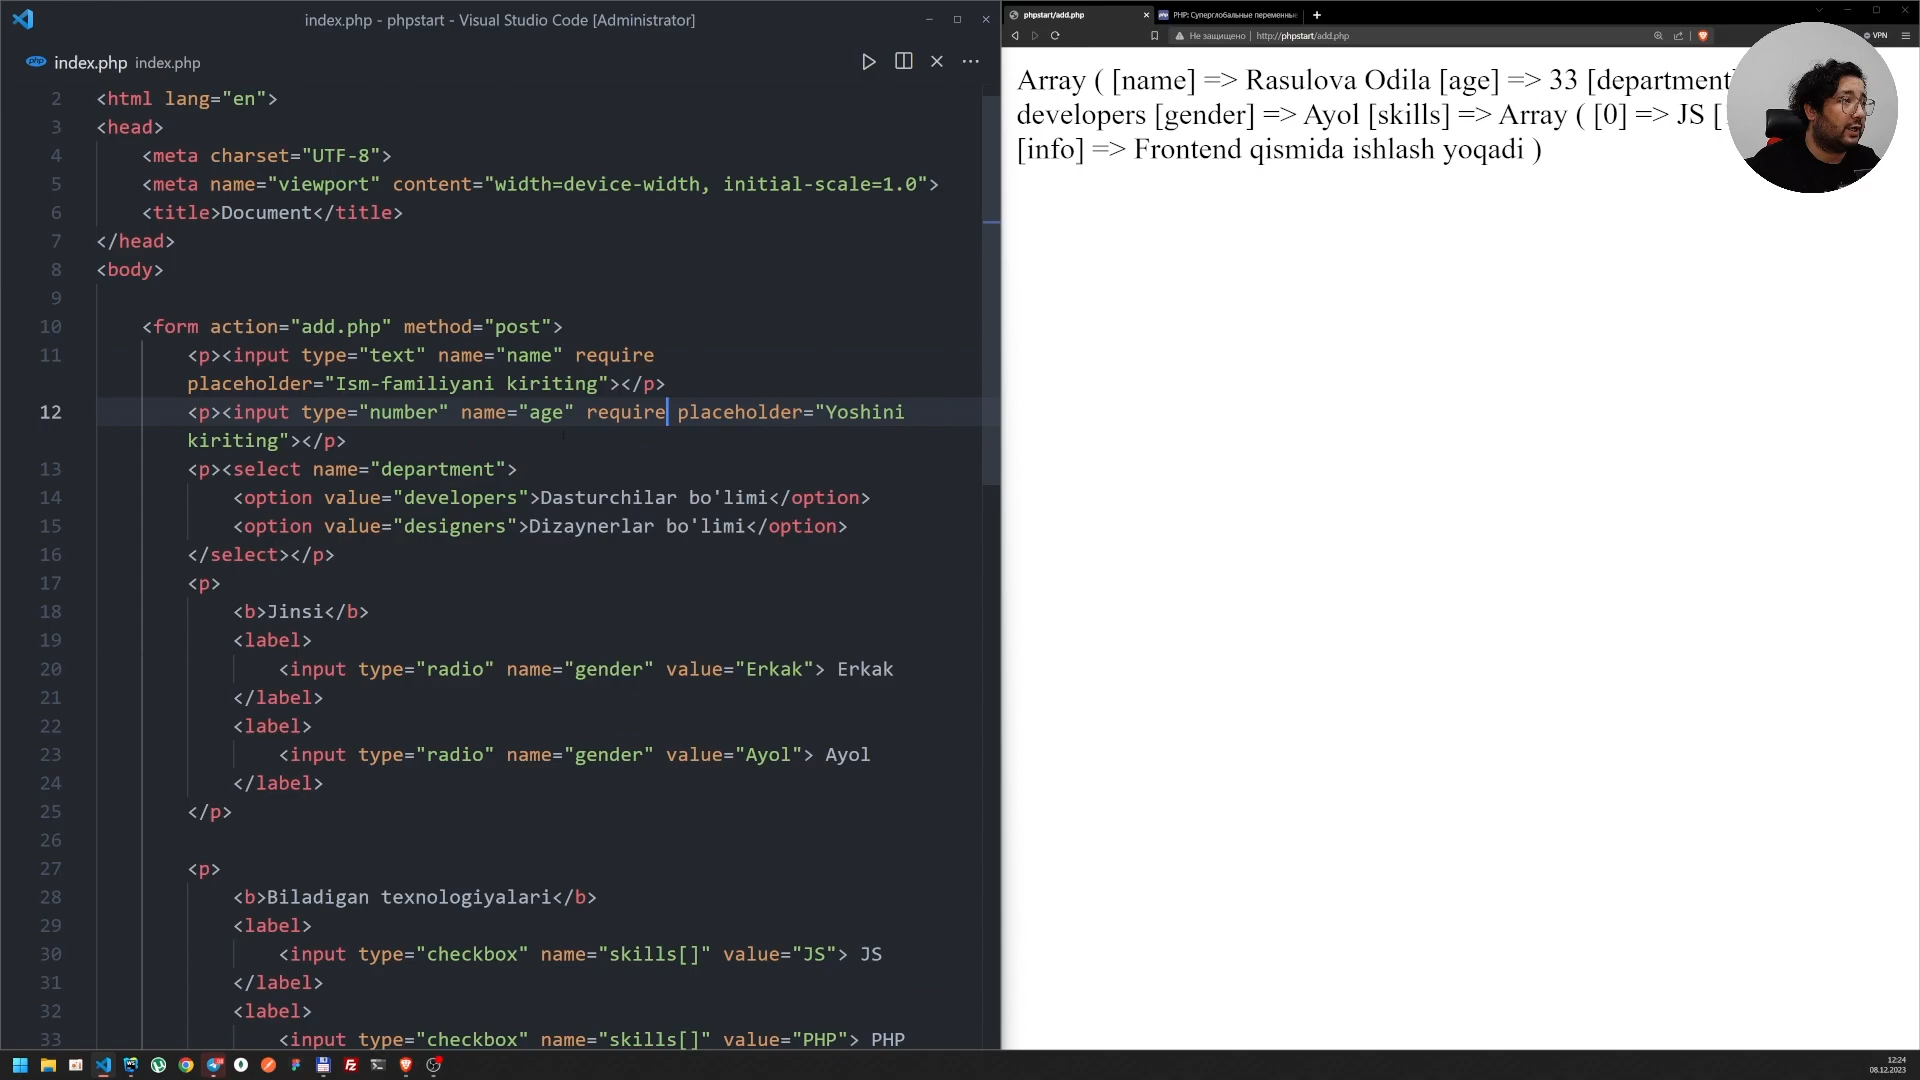 index.php - phpstart - Visual Studio Code [Administrator]
index.php index.php
2 <html lang="en">
3 <head>
4 <meta charset="UTF-8">
5 <meta name="viewport" content="width=device-width, initial-scale=1.0">
6 <title>Document</title>
7 </head>
8 <body>
9
10 <form action="add.php" method="post">
11 <p><input type="text" name="name" require
placeholder="Ism-familiyani kiriting"></p>
12 <p><input type="number" name="age" require placeholder="Yoshini
kiriting"></p>
13 <p><select name="department">
14 <option value="developers">Dasturchilar bo'limi</option>
15 <option value="designers">Dizaynerlar bo'limi</option>
16 </select></p>
17 <p>
18 <b>Jinsi</b>
19 <label>
20 <input type="radio" name="gender" value="Erkak"> Erkak
21 </label>
22 <label>
23 <input type="radio" name="gender" value="Ayol"> Ayol
24 </label>
25 </p>
26
27 <p>
28 <b>Biladigan texnologiyalari</b>
29 <label>
30 <input type="checkbox" name="skills[]" value="JS"> JS
31 </label>
32 <label>
33 <input type="checkbox" name="skills[]" value="PHP"> PHP
phpstart/add.php
PHP: Суперглобальные переменные
Не защищено | http://phpstart/add.php
VPN
Array ( [name] => Rasulova Odila [age] => 33 [department]
developers [gender] => Ayol [skills] => Array ( [0] => JS [
[info] => Frontend qismida ishlash yoqadi )
12:24
08.12.2023